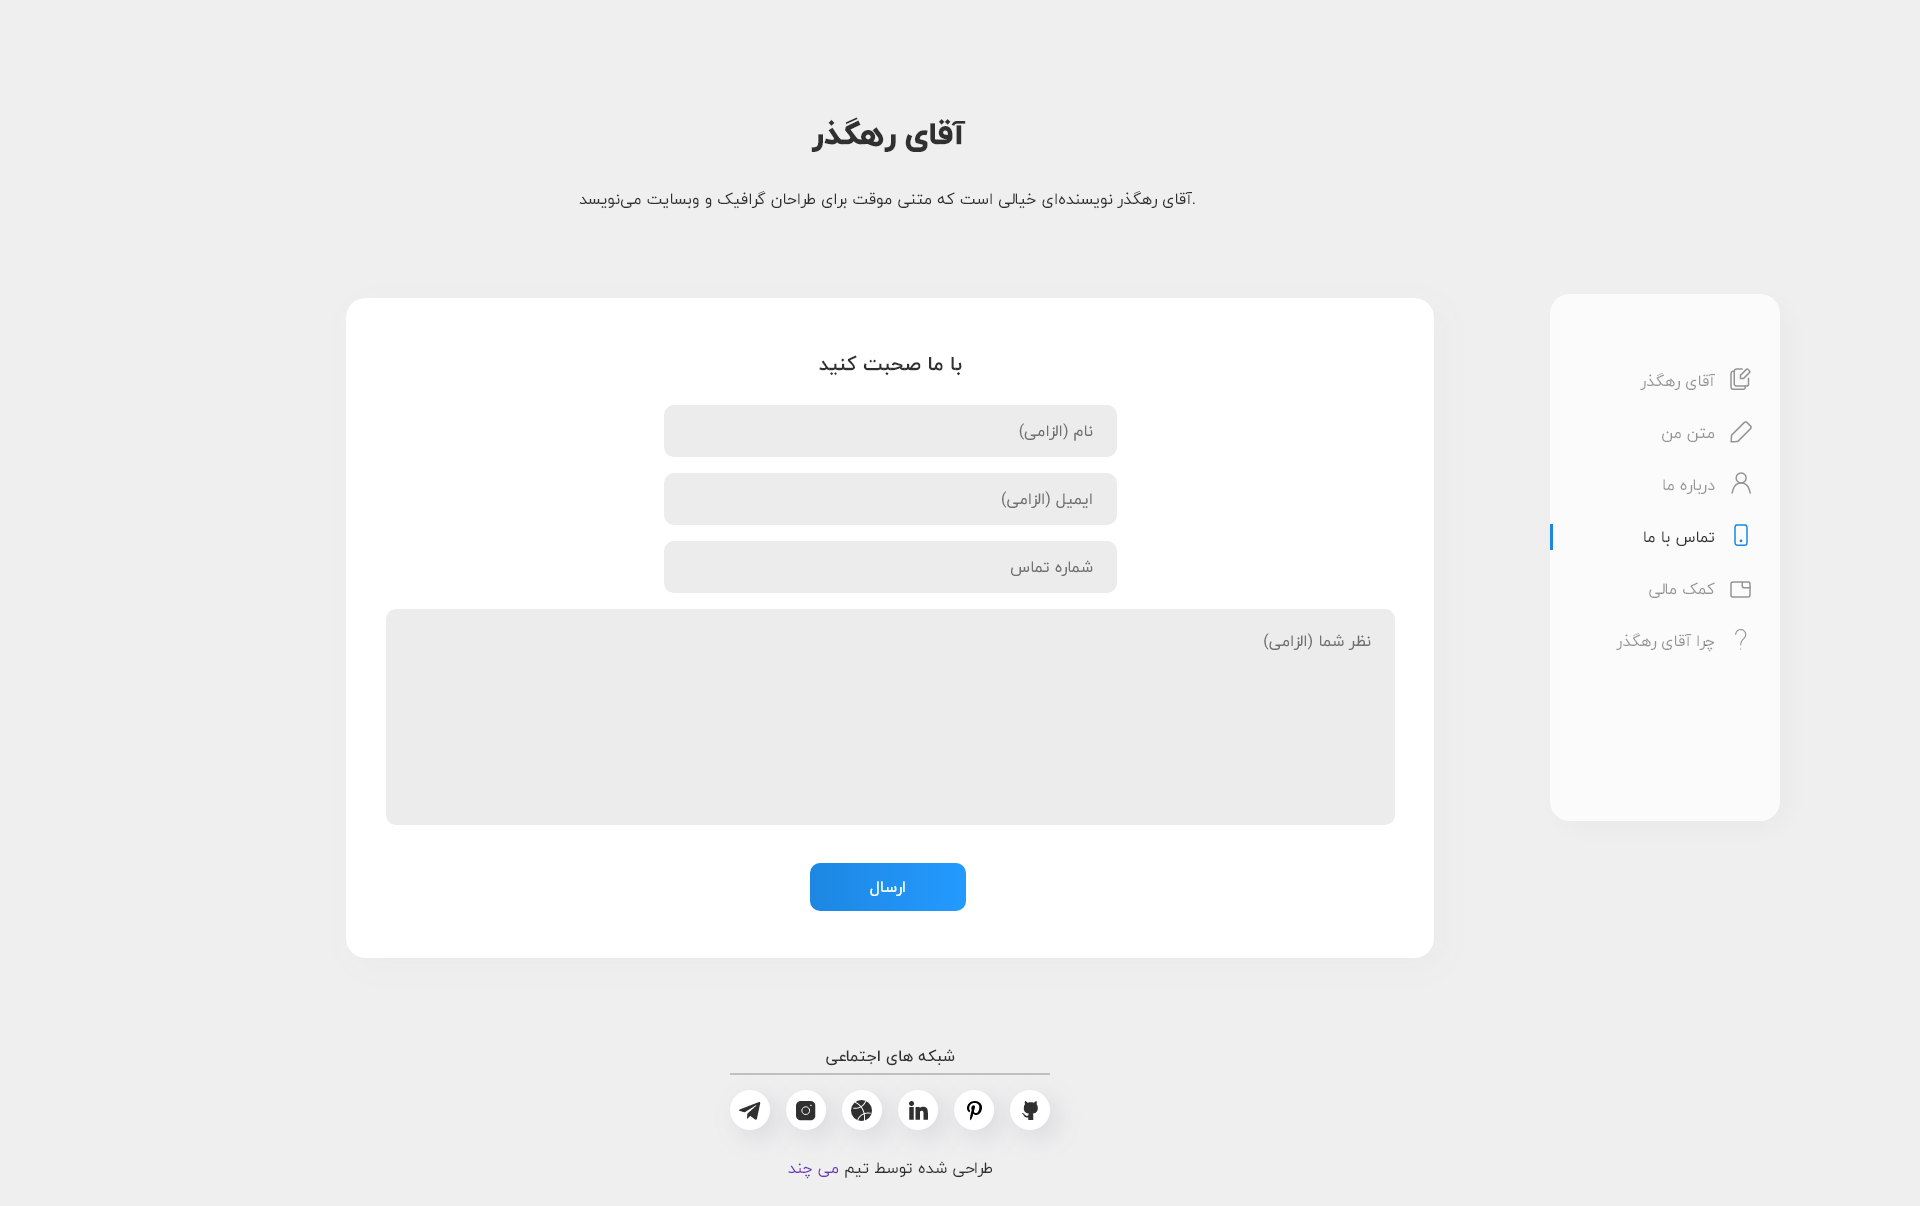 آقای رهگذر
آقای رهگذر نویسنده‌ای خیالی است که متنی موقت برای طراحان گرافیک و وبسایت می‌نویسد.
آقای رهگذر
متن من
درباره ما
تماس با ما
کمک مالی
چرا آقای رهگذر
با ما صحبت کنید
نام (الزامی)
ایمیل (الزامی)
شماره تماس
نظر شما (الزامی)
ارسال
شبکه های اجتماعی
طراحی شده توسط تیم می چند